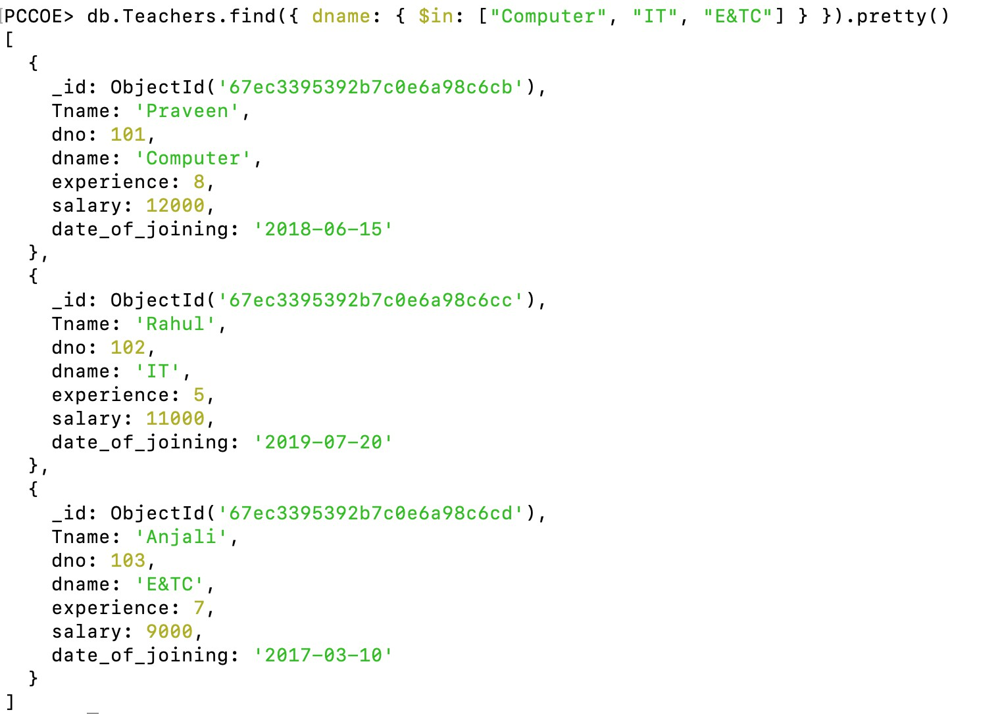 PCCOE> db.Teachers.find({ dname: { $in: ["Computer", "IT", "E&TC"] } }).pretty()
[
  {
    _id: ObjectId('67ec3395392b7c0e6a98c6cb'),
    Tname: 'Praveen',
    dno: 101,
    dname: 'Computer',
    experience: 8,
    salary: 12000,
    date_of_joining: '2018-06-15'
  },
  {
    _id: ObjectId('67ec3395392b7c0e6a98c6cc'),
    Tname: 'Rahul',
    dno: 102,
    dname: 'IT',
    experience: 5,
    salary: 11000,
    date_of_joining: '2019-07-20'
  },
  {
    _id: ObjectId('67ec3395392b7c0e6a98c6cd'),
    Tname: 'Anjali',
    dno: 103,
    dname: 'E&TC',
    experience: 7,
    salary: 9000,
    date_of_joining: '2017-03-10'
  }
]